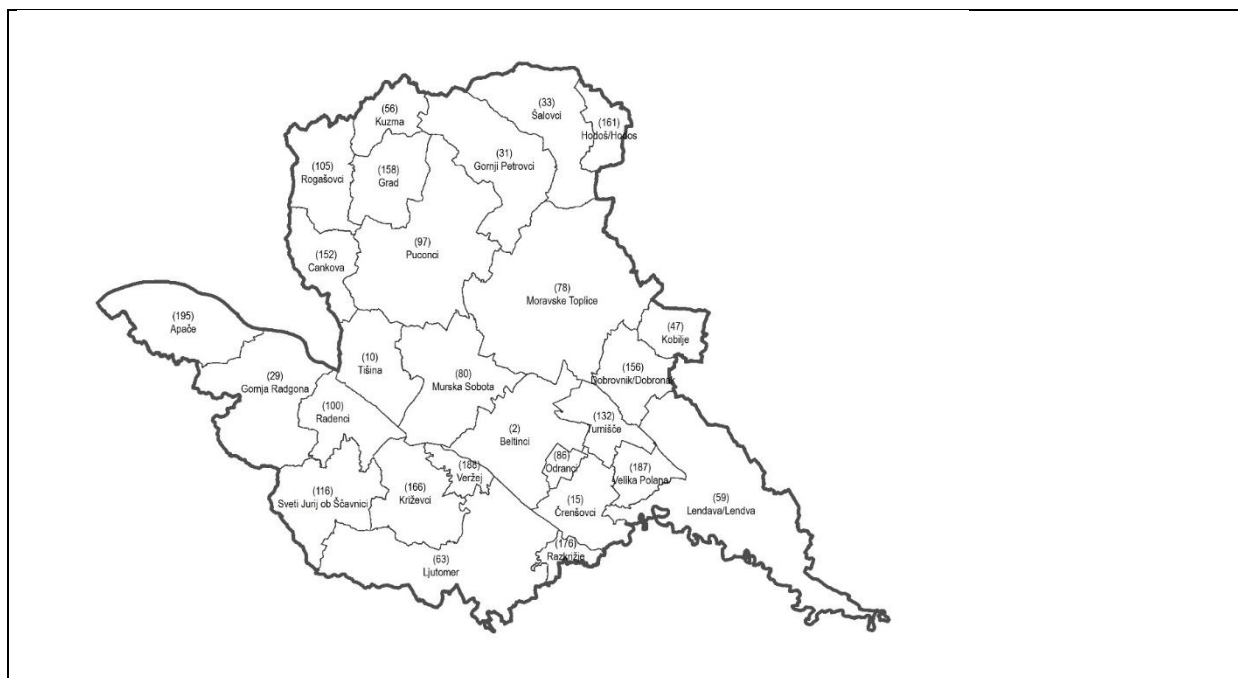 (33)
Šalovci
(56)
Kuzma
(161)
Hodoš/Hodos
(31)
Gornji Petrovci
(105)
Rogašovci
(158)
Grad
(97)
Puconci
(152)
Cankova
(78)
Moravske Toplice
(195)
Apače
(47)
Kobilje
(10)
Tišina
(80)
Murska Sobota
(156)
Dobrovnik/Dobronak
(29)
Gornja Radgona
(100)
Radenci
(132)
Turnišče
(2)
Beltinci
(86)
Odranci
(188)
Veržej
(187)
Velika Polana
(116)
Sveti Jurij ob Ščavnici
(166)
Križevci
(15)
Črenšovci
(59)
Lendava/Lendva
(176)
Razkrižje
(63)
Ljutomer